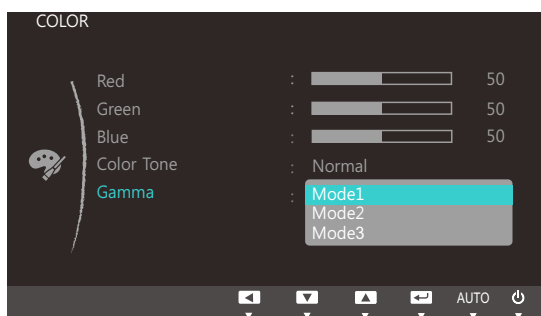 COLOR
Red : 50
Green : 50
Blue : 50
Color Tone : Normal
Gamma : Mode1
Mode2
Mode3
AUTO